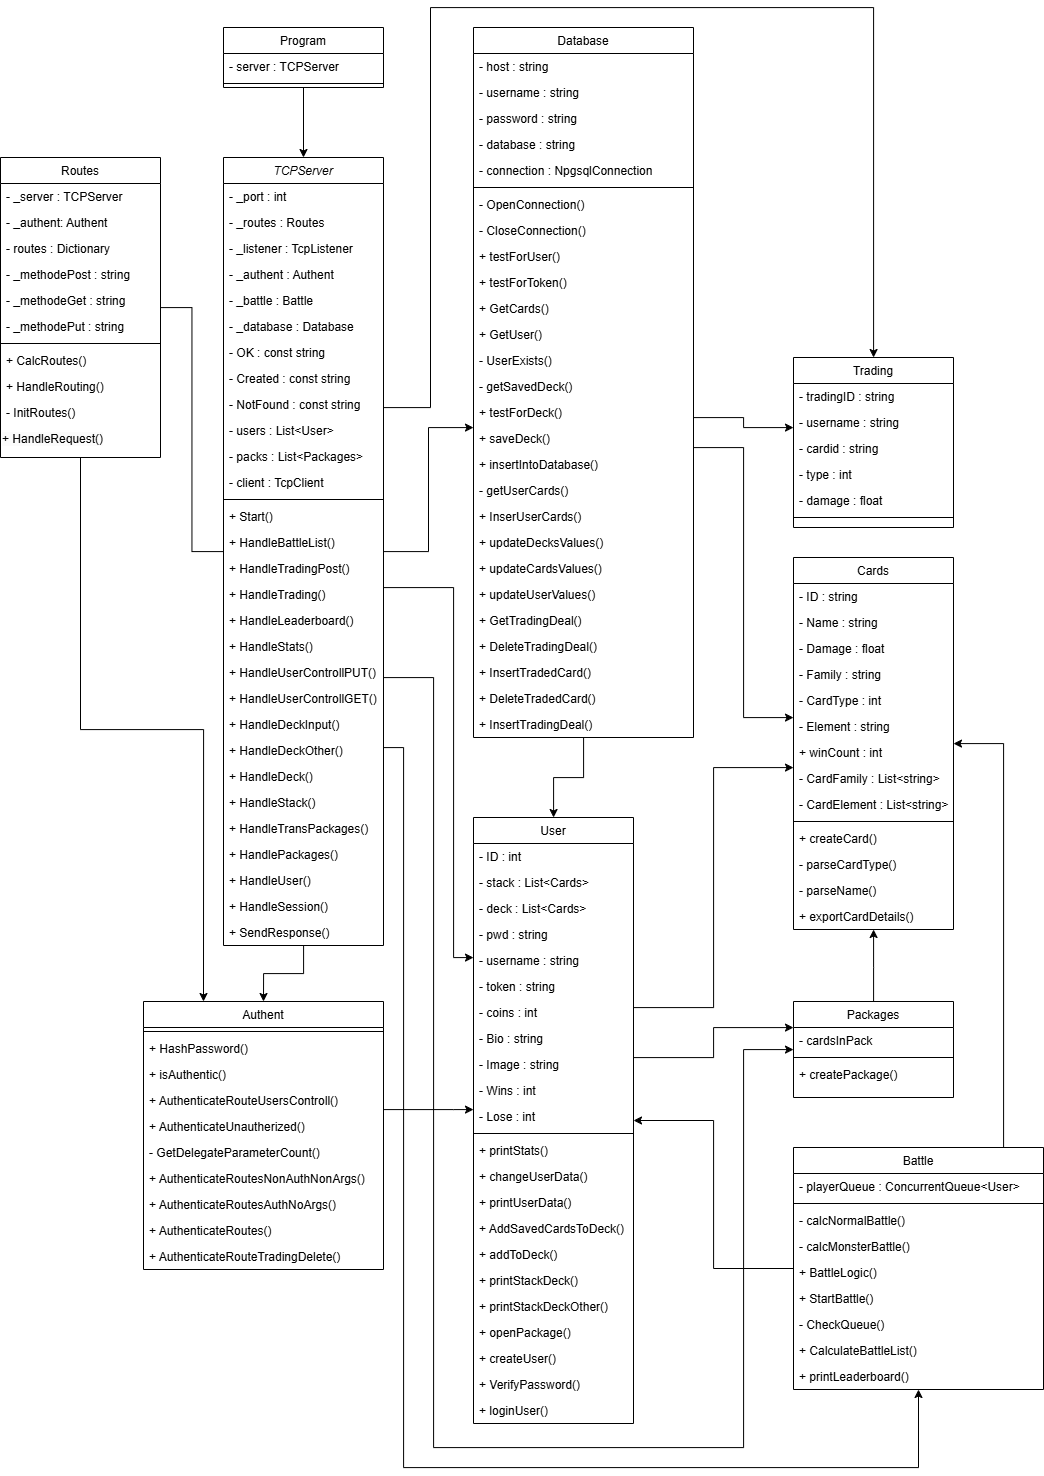 Program
- server : TCPServer
Routes
- _server : TCPServer
- _authent: Authent
- routes : Dictionary
- _methodePost : string
- _methodeGet : string
- _methodePut : string
+ CalcRoutes()
+ HandleRouting()
- InitRoutes()
+ HandleRequest()
TCPServer
- _port : int
- _routes : Routes
- _listener : TcpListener
- _authent : Authent
- _battle : Battle
- _database : Database
- OK : const string
- Created : const string
- NotFound : const string
- users : List<User>
- packs : List<Packages>
- client : TcpClient
+ Start()
+ HandleBattleList()
+ HandleTradingPost()
+ HandleTrading()
+ HandleLeaderboard()
+ HandleStats()
+ HandleUserControllPUT()
+ HandleUserControllGET()
+ HandleDeckInput()
+ HandleDeckOther()
+ HandleDeck()
+ HandleStack()
+ HandleTransPackages()
+ HandlePackages()
+ HandleUser()
+ HandleSession()
+ SendResponse()
Authent
+ HashPassword()
+ isAuthentic()
+ AuthenticateRouteUsersControll()
+ AuthenticateUnautherized()
- GetDelegateParameterCount()
+ AuthenticateRoutesNonAuthNonArgs()
+ AuthenticateRoutesAuthNoArgs()
+ AuthenticateRoutes()
+ AuthenticateRouteTradingDelete()
Database
- host : string
- username : string
- password : string
- database : string
- connection : NpgsqlConnection
- OpenConnection()
- CloseConnection()
+ testForUser()
+ testForToken()
+ GetCards()
+ GetUser()
- UserExists()
- getSavedDeck()
+ testForDeck()
+ saveDeck()
+ insertIntoDatabase()
- getUserCards()
+ InserUserCards()
+ updateDecksValues()
+ updateCardsValues()
+ updateUserValues()
+ GetTradingDeal()
+ DeleteTradingDeal()
+ InsertTradedCard()
+ DeleteTradedCard()
+ InsertTradingDeal()
User
- ID : int
- stack : List<Cards>
- deck : List<Cards>
- pwd : string
- username : string
- token : string
- coins : int
- Bio : string
- Image : string
- Wins : int
- Lose : int
+ printStats()
+ changeUserData()
+ printUserData()
+ AddSavedCardsToDeck()
+ addToDeck()
+ printStackDeck()
+ printStackDeckOther()
+ openPackage()
+ createUser()
+ VerifyPassword()
+ loginUser()
Trading
- tradingID : string
- username : string
- cardid : string
- type : int
- damage : float
Cards
- ID : string
- Name : string
- Damage : float
- Family : string
- CardType : int
- Element : string
+ winCount : int
- CardFamily : List<string>
- CardElement : List<string>
+ createCard()
- parseCardType()
- parseName()
+ exportCardDetails()
Packages
- cardsInPack
+ createPackage()
Battle
- playerQueue : ConcurrentQueue<User>
- calcNormalBattle()
- calcMonsterBattle()
+ BattleLogic()
+ StartBattle()
- CheckQueue()
+ CalculateBattleList()
+ printLeaderboard()